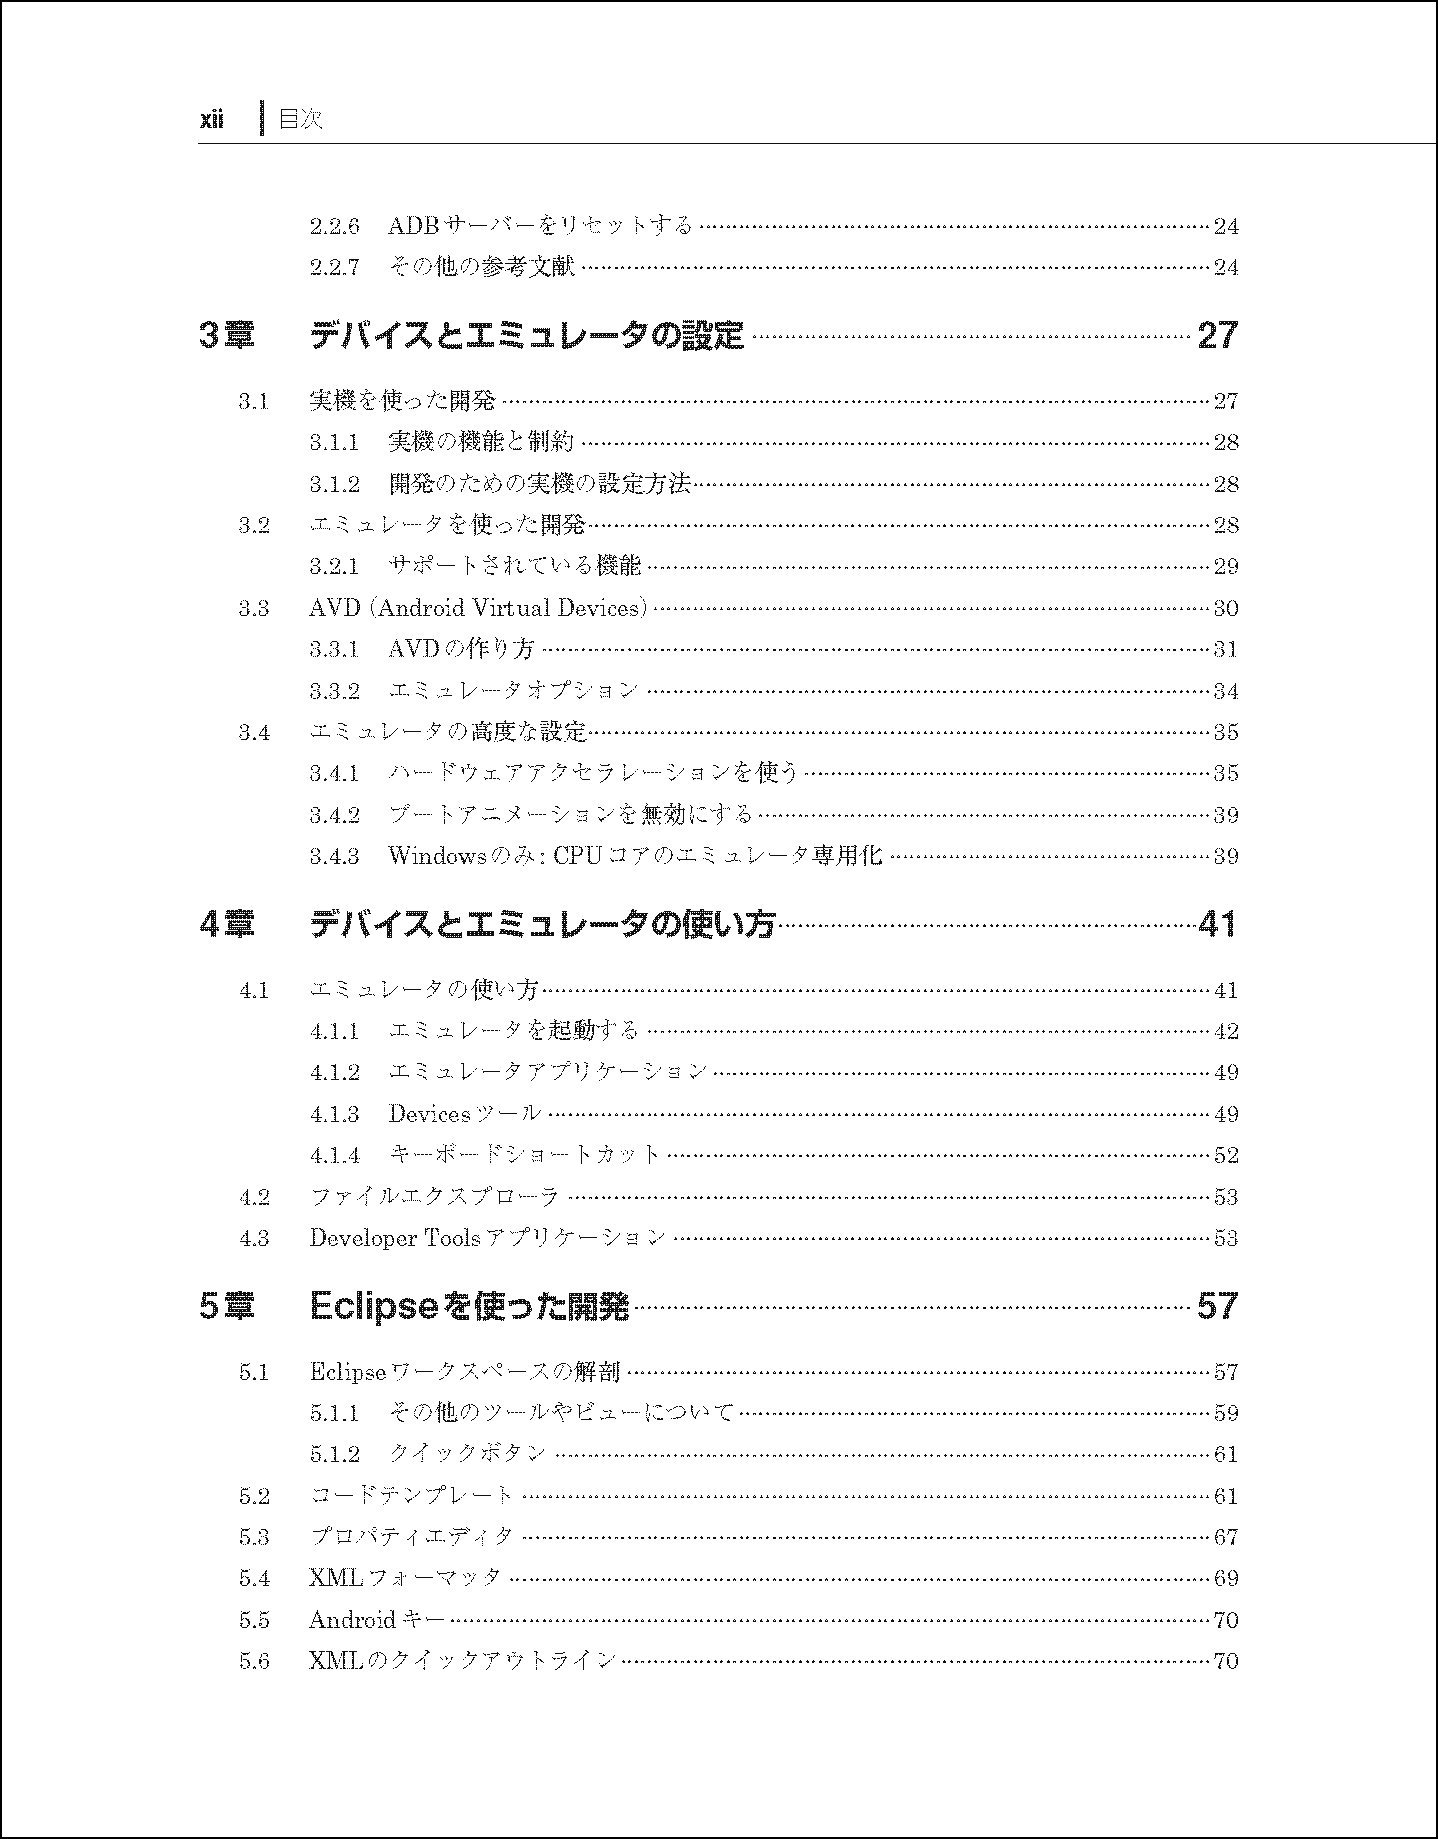 xii 目次
2.2.6 ADBサーバーをリセットする 24
2.2.7 その他の参考文献 24
3章 デバイスとエミュレータの設定 27
3.1 実機を使った開発 27
3.1.1 実機の機能と制約 28
3.1.2 開発のための実機の設定方法 28
3.2 エミュレータを使った開発 28
3.2.1 サポートされている機能 29
3.3 AVD（Android Virtual Devices） 30
3.3.1 AVDの作り方 31
3.3.2 エミュレータオプション 34
3.4 エミュレータの高度な設定 35
3.4.1 ハードウェアアクセラレーションを使う 35
3.4.2 ブートアニメーションを無効にする 39
3.4.3 Windowsのみ：CPUコアのエミュレータ専用化 39
4章 デバイスとエミュレータの使い方 41
4.1 エミュレータの使い方 41
4.1.1 エミュレータを起動する 42
4.1.2 エミュレータアプリケーション 49
4.1.3 Devicesツール 49
4.1.4 キーボードショートカット 52
4.2 ファイルエクスプローラ 53
4.3 Developer Toolsアプリケーション 53
5章 Eclipseを使った開発 57
5.1 Eclipseワークスペースの解剖 57
5.1.1 その他のツールやビューについて 59
5.1.2 クイックボタン 61
5.2 コードテンプレート 61
5.3 プロパティエディタ 67
5.4 XMLフォーマッタ 69
5.5 Androidキー 70
5.6 XMLのクイックアウトライン 70